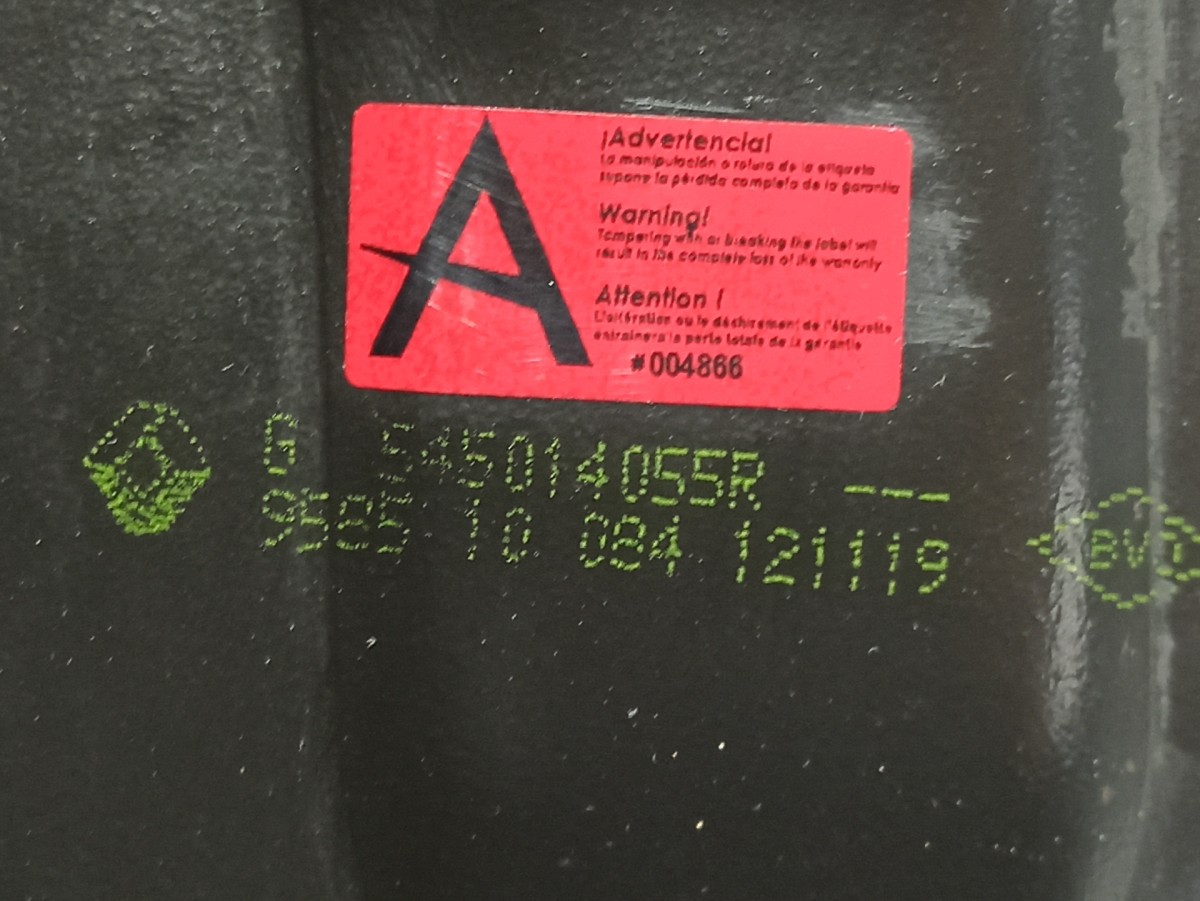 A
¡Advertencia!
La manipulación o rotura de la etiqueta
supone la pérdida completa de la garantía
Warning!
Tampering with or breaking the label will
result in the complete loss of the warranty
Attention !
L'altération ou le déchirement de l'étiquette
entrainera la perte totale de la garantie
#004866
G 545014055R ---
9585 10 084 121119
BV